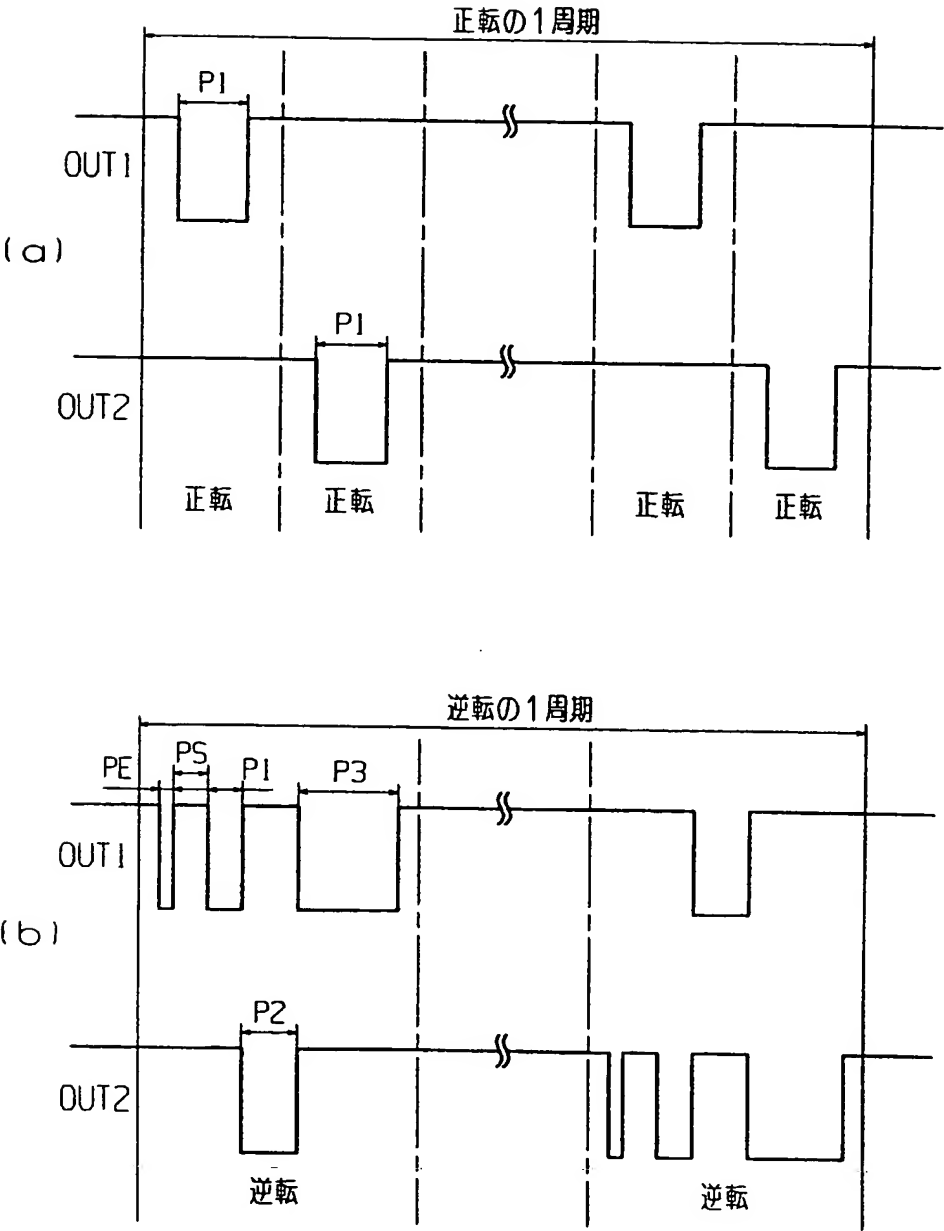 正転の1周期
P1
OUT1
(a)
P1
OUT2
正転 正転 正転 正転
逆転の1周期
PE PS P1 P3
OUT1
(b)
P2
OUT2
逆転 逆転